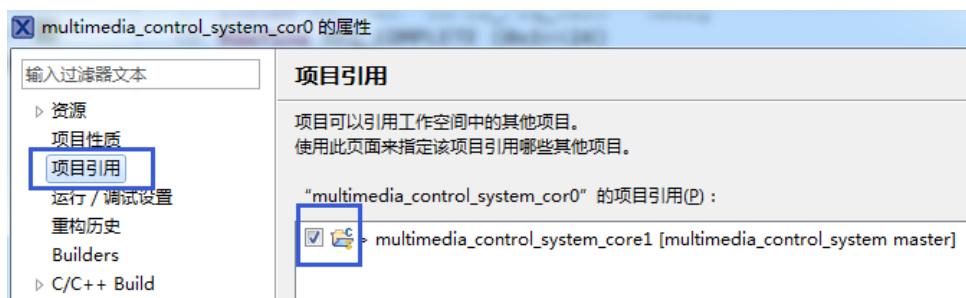 multimedia_control_system_cor0 的属性
输入过滤器文本
项目引用
资源
项目性质
项目引用
运行 / 调试设置
重构历史
Builders
C/C++ Build
项目可以引用工作空间中的其他项目。
使用此页面来指定该项目引用哪些其他项目。
“multimedia_control_system_cor0”的项目引用(P)：
multimedia_control_system_core1 [multimedia_control_system master]